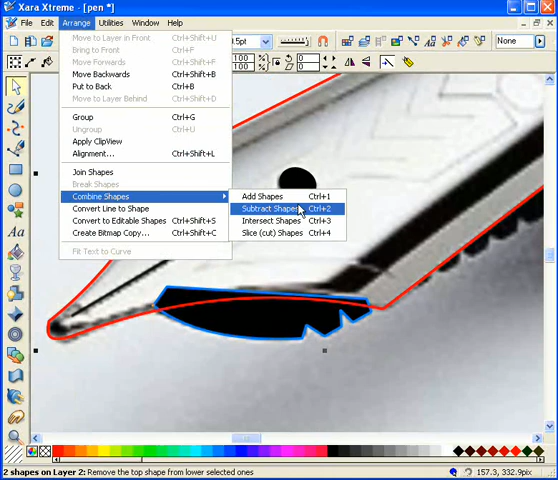 Xara Xtreme - [pen *]
File Edit Arrange Utilities Window Help
.5pt None
100
100
0
0
Move to Layer in Front Ctrl+Shift+U
Bring to Front Ctrl+F
Move Forwards Ctrl+Shift+F
Move Backwards Ctrl+Shift+B
Put to Back Ctrl+B
Move to Layer Behind Ctrl+Shift+D
Group Ctrl+G
Ungroup Ctrl+U
Apply ClipView
Alignment... Ctrl+Shift+L
Join Shapes
Break Shapes
Combine Shapes
Convert Line to Shape
Convert to Editable Shapes Ctrl+Shift+S
Create Bitmap Copy... Ctrl+Shift+C
Fit Text to Curve
Add Shapes Ctrl+1
Subtract Shapes Ctrl+2
Intersect Shapes Ctrl+3
Slice (cut) Shapes Ctrl+4
2 shapes on Layer 2: Remove the top shape from lower selected ones
157.3, 332.9pix